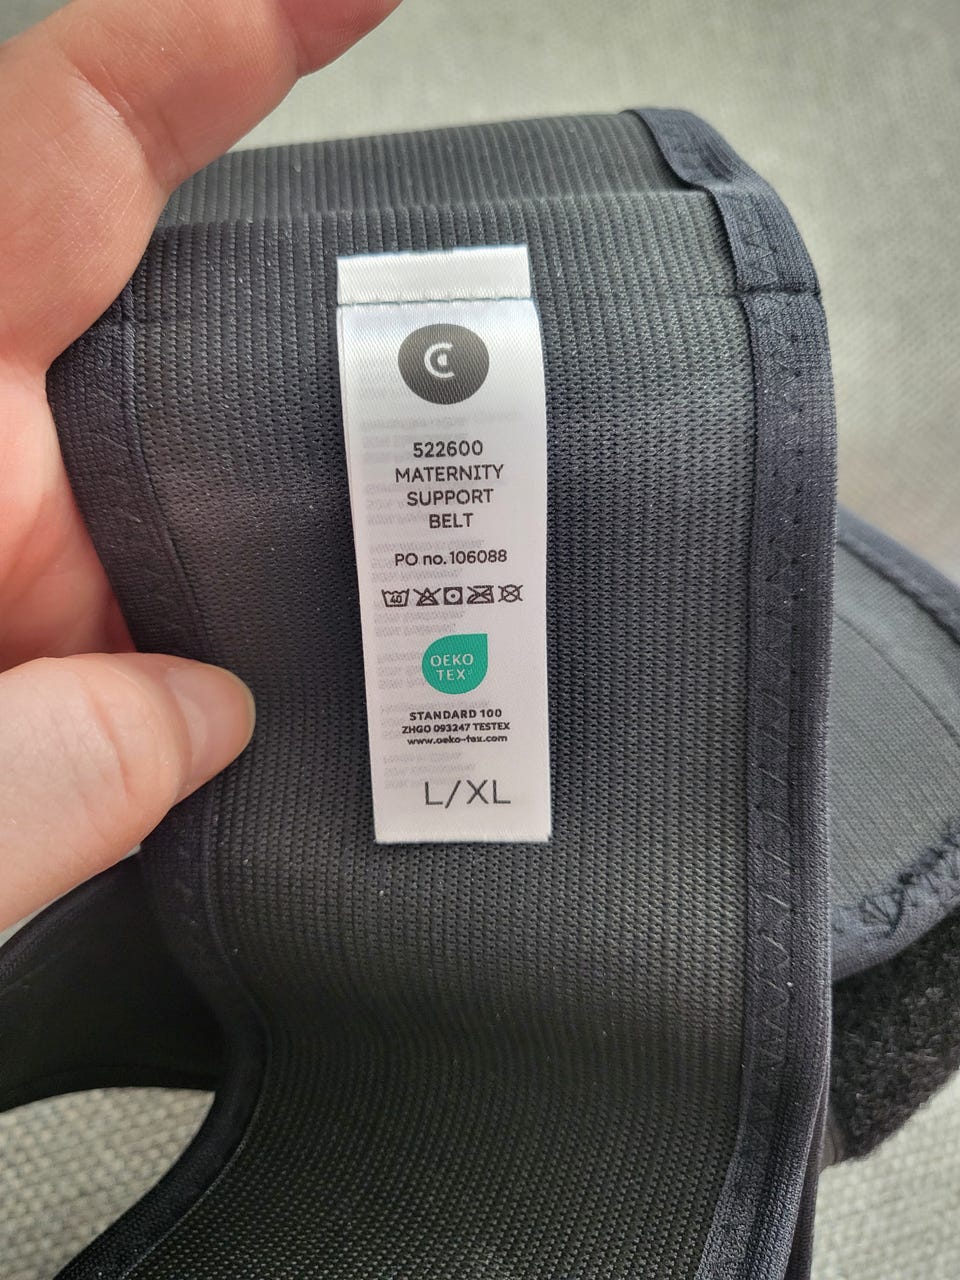 522600
MATERNITY
SUPPORT
BELT
PO no. 106088
40
OEKO
TEX®
STANDARD 100
ZHGO 093247 TESTEX
www.oeko-tex.com
L/XL